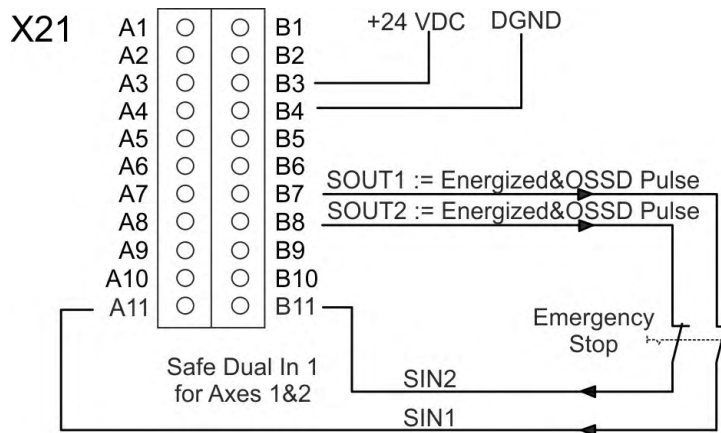 X21
+24 VDC DGND
A1 B1
A2 B2
A3 B3
A4 B4
A5 B5
A6 B6
A7 B7
A8 B8
A9 B9
A10 B10
A11 B11
SOUT1 := Energized&OSSD Pulse
SOUT2 := Energized&OSSD Pulse
Emergency
Stop
Safe Dual In 1
for Axes 1&2
SIN2
SIN1